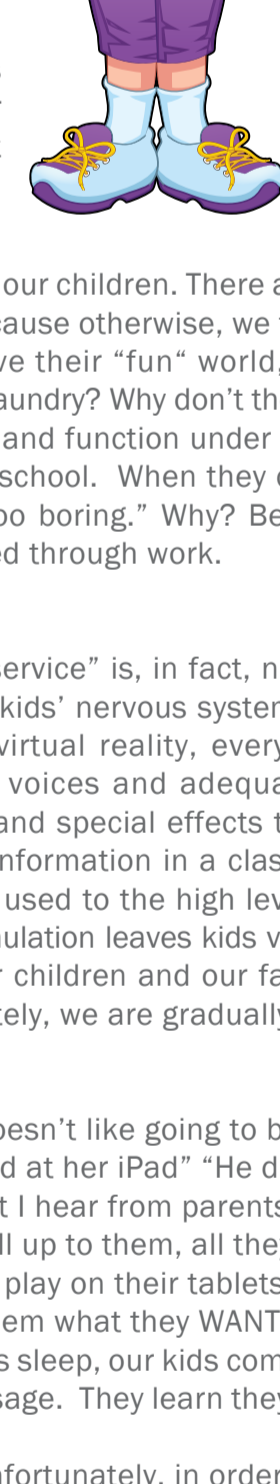 our children. There a
cause otherwise, we
ve their “fun“ world,
aundry? Why don’t th
and function under
school. When they
oo boring.” Why? Be
ed through work.
service” is, in fact, n
kids’ nervous system
virtual reality, every
voices and adequa
and special effects t
nformation in a clas
used to the high lev
ulation leaves kids v
r children and our fa
tely, we are gradually
oesn’t like going to b
d at her iPad” “He d
t I hear from parents
ll up to them, all they
play on their tablets
em what they WANT
s sleep, our kids com
sage. They learn they
nfortunately, in order